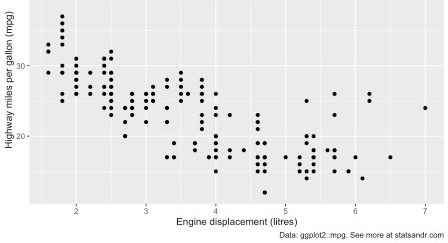 Highway miles per gallon (mpg)
30
20
2
3
4
5
6
7
Engine displacement (litres)
Data: ggplot2::mpg. See more at statsandr.com